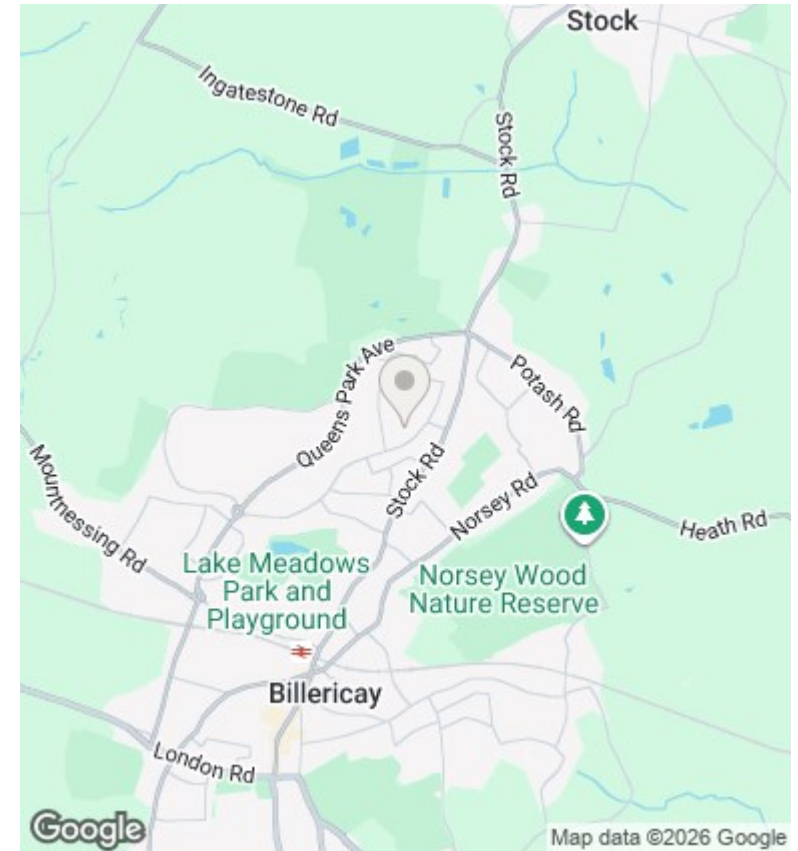 Stock
Ingatestone Rd
Stock Rd
Queens Park Ave
Potash Rd
Mountnessing Rd
Stock Rd
Norsey Rd
Heath Rd
Lake Meadows
Park and
Playground
Norsey Wood
Nature Reserve
Billericay
London Rd
Google
Map data ©2026 Google